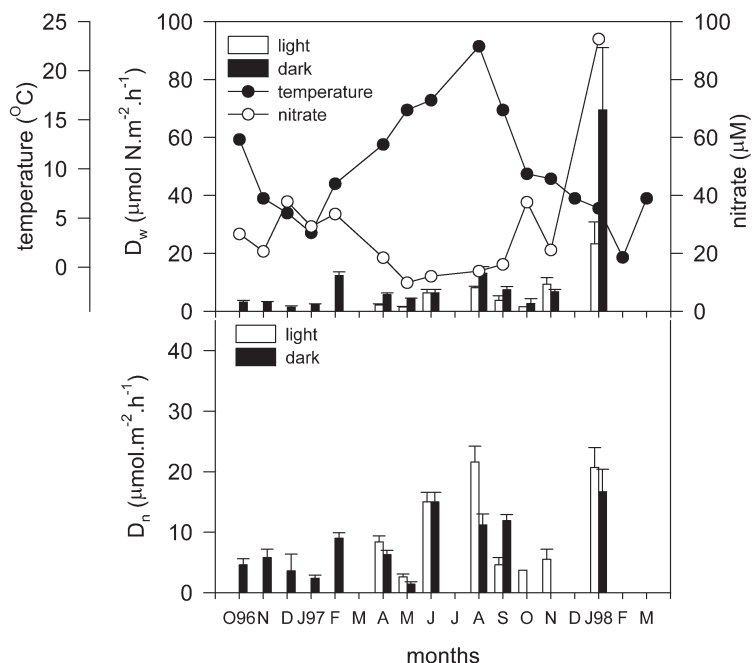 25
20
15
10
5
0
temperature (°C)
100
80
60
40
20
0
D_w (μmol N.m⁻².h⁻¹)
light
dark
temperature
nitrate
100
80
60
40
20
0
nitrate (μM)
light
dark
40
30
20
10
0
D_n (μmol.m⁻².h⁻¹)
O96 N D J97 F M A M J J A S O N D J98 F M
months